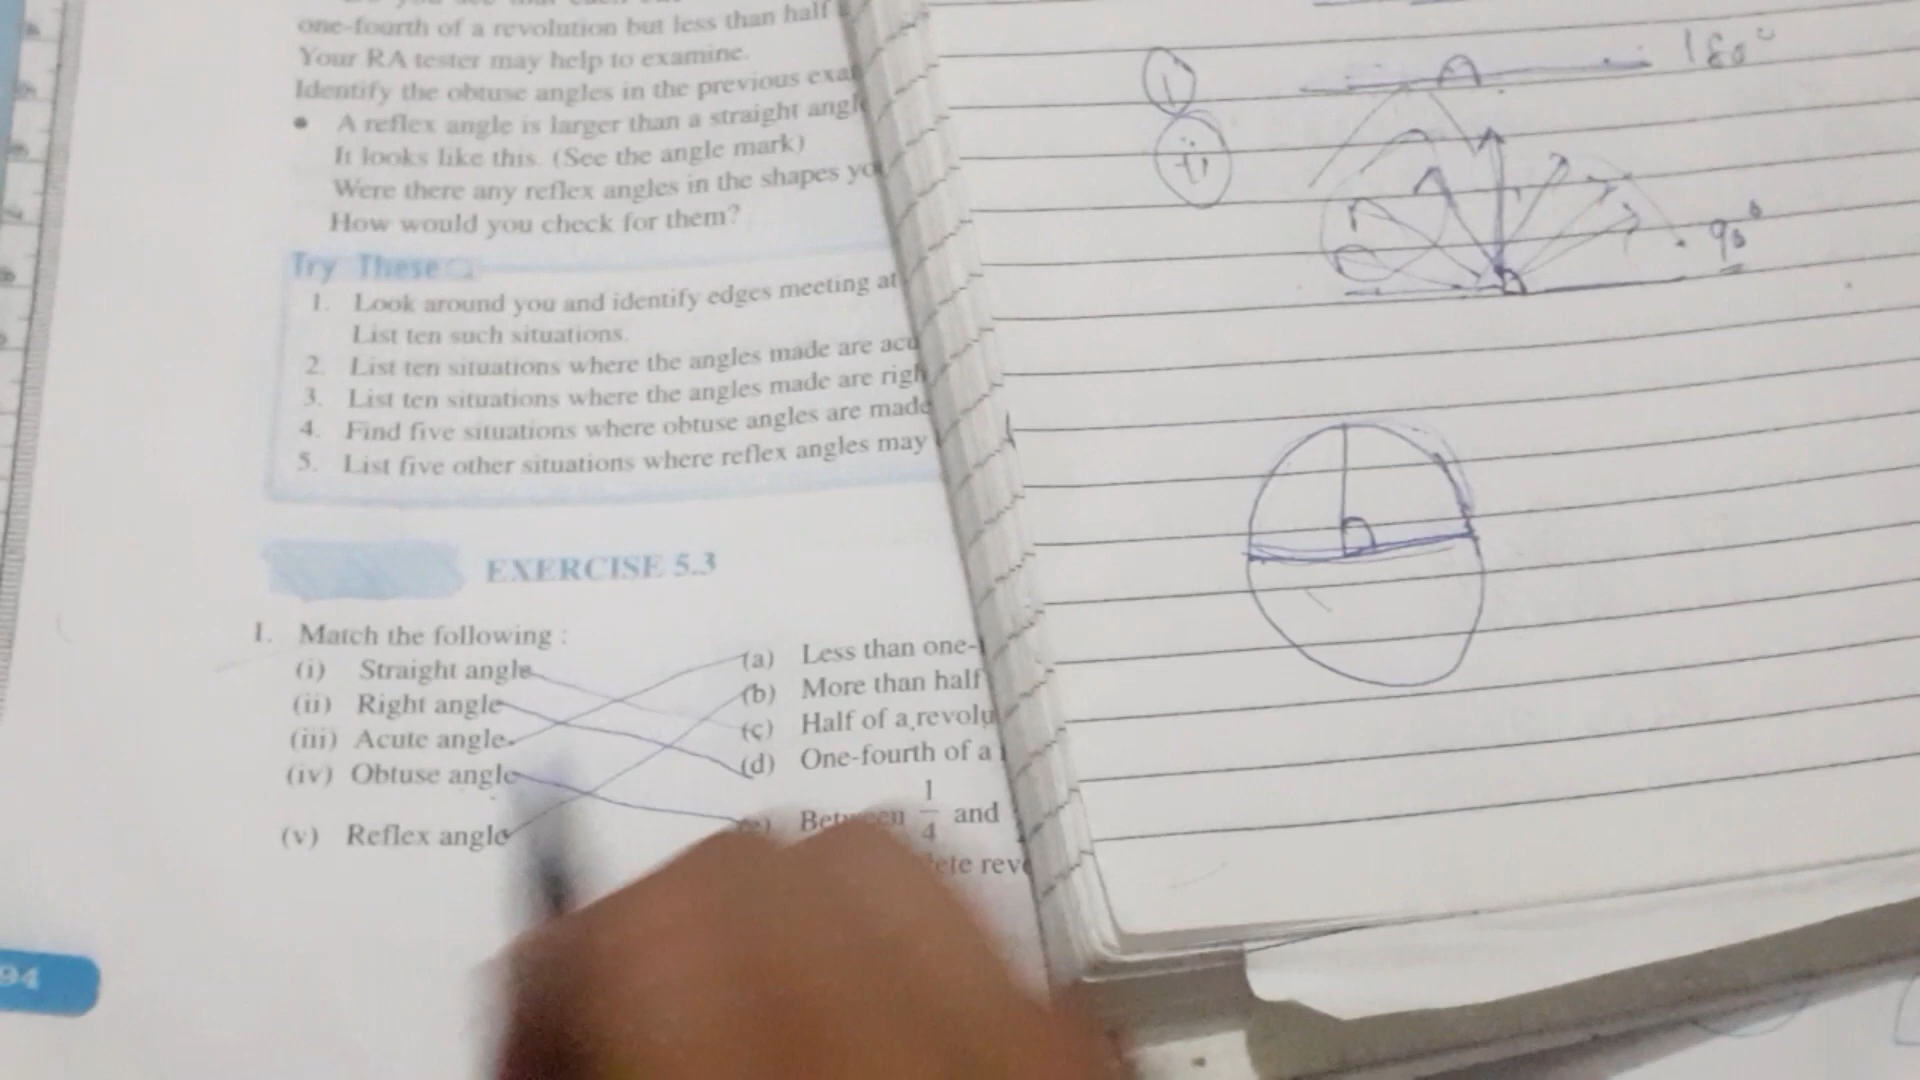 one-fourth of a revolution but less than half
Your RA tester may help to examine.
Identify the obtuse angles in the previous exa
• A reflex angle is larger than a straight angl
It looks like this. (See the angle mark)
Were there any reflex angles in the shapes yo
How would you check for them?
Try These
1. Look around you and identify edges meeting at
List ten such situations.
2. List ten situations where the angles made are acu
3. List ten situations where the angles made are righ
4. Find five situations where obtuse angles are made
5. List five other situations where reflex angles may
EXERCISE 5.3
1. Match the following :
(i) Straight angle
(a) Less than one-
(ii) Right angle
(b) More than half
(iii) Acute angle
(c) Half of a revolu
(iv) Obtuse angle
(d) One-fourth of a
(v) Reflex angle
Between 1/4 and
ete rev
94
180°
90°